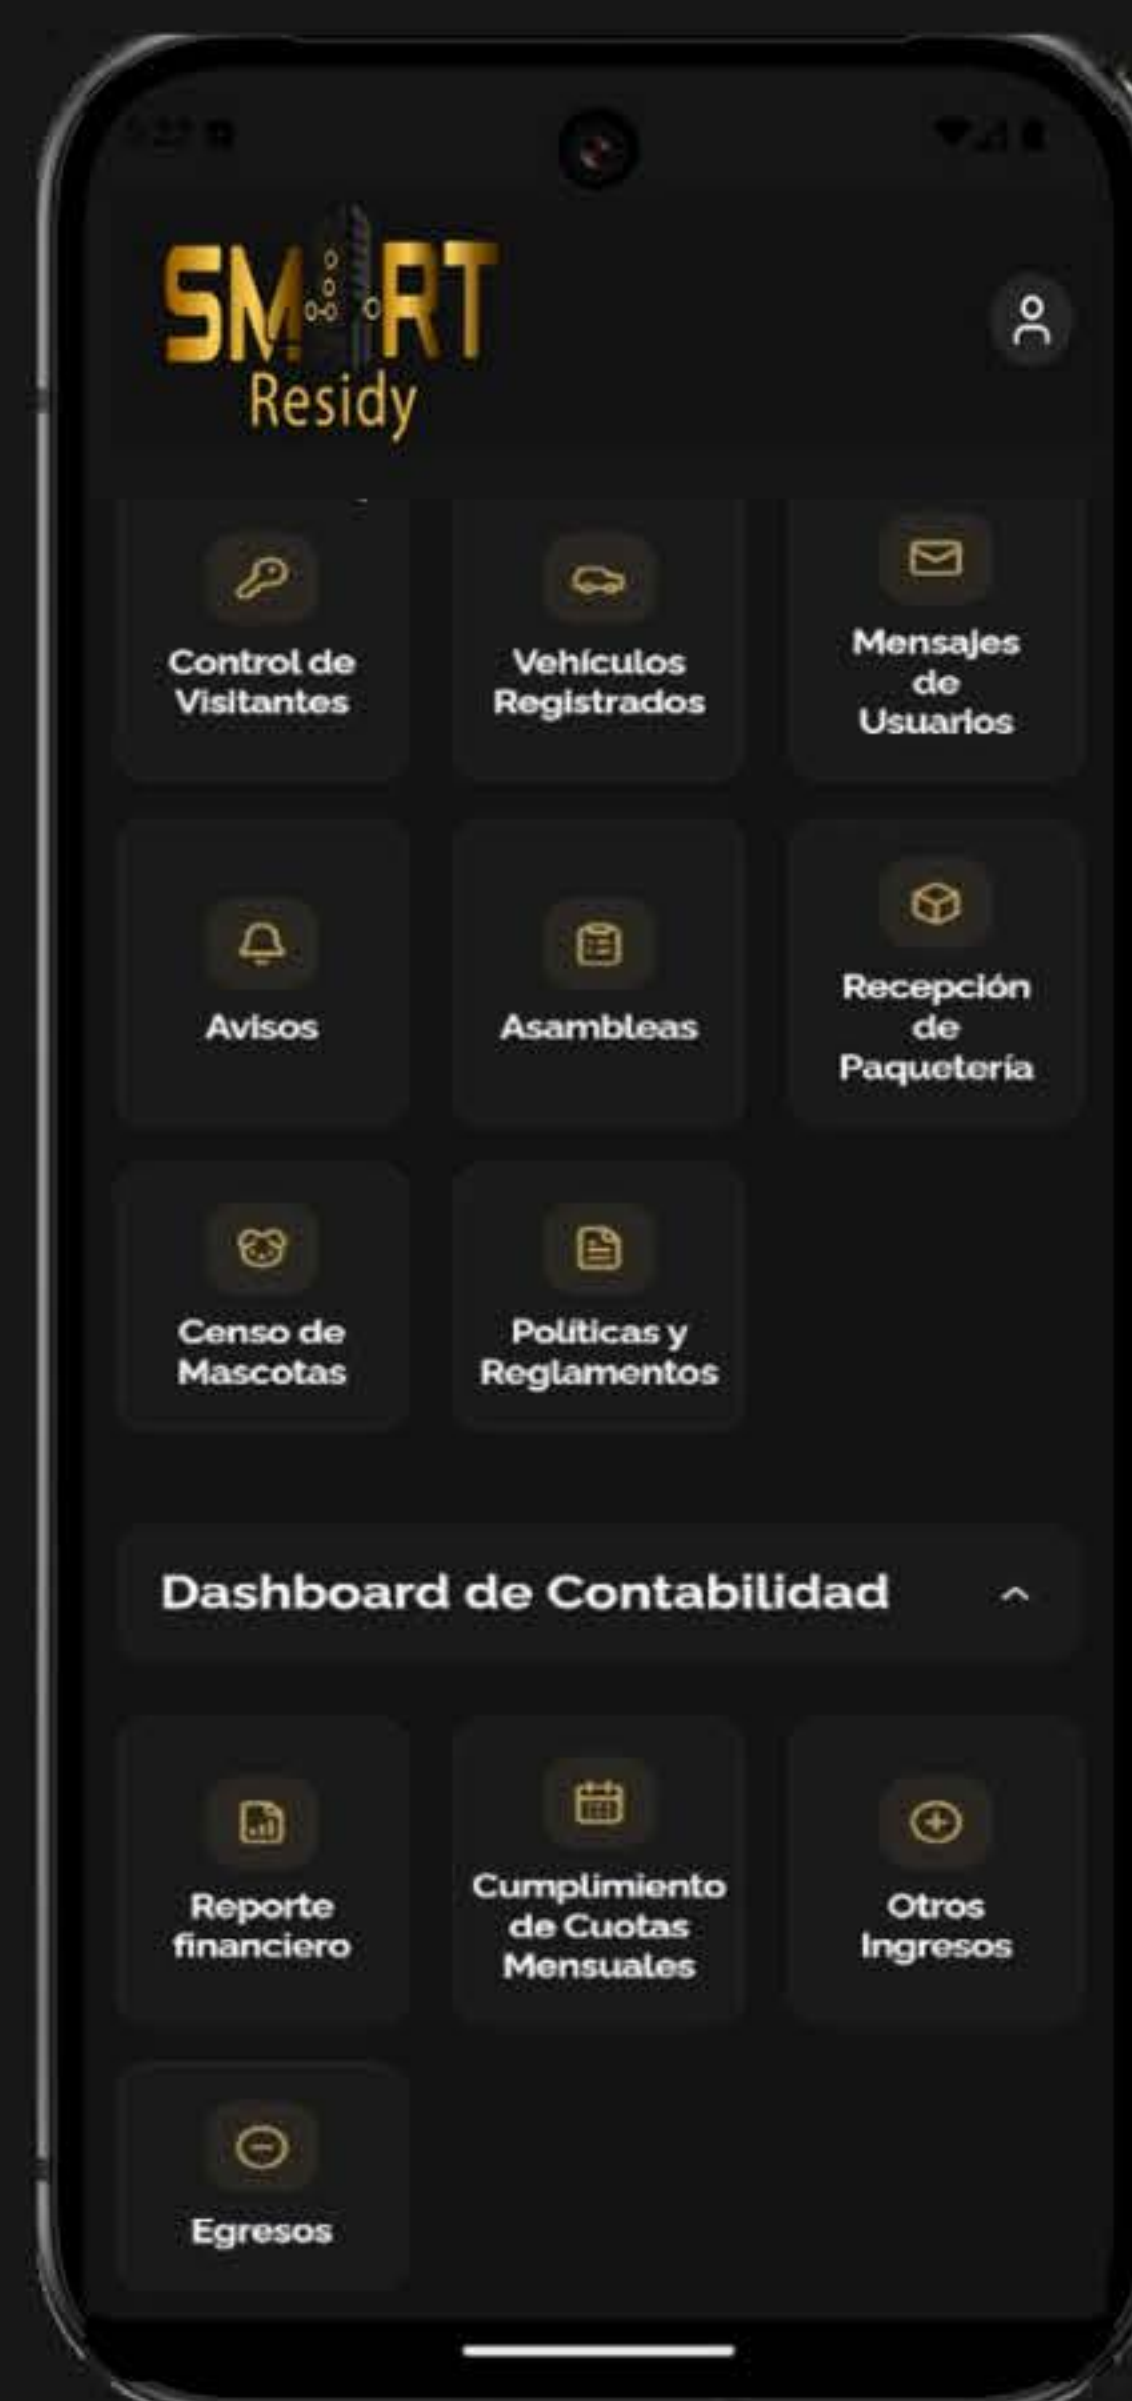 SMART
Residy
Control de
Visitantes
Vehículos
Registrados
Mensajes
de
Usuarios
Avisos
Asambleas
Recepción
de
Paquetería
Censo de
Mascotas
Políticas y
Reglamentos
Dashboard de Contabilidad
Reporte
financiero
Cumplimiento
de Cuotas
Mensuales
Otros
Ingresos
Egresos